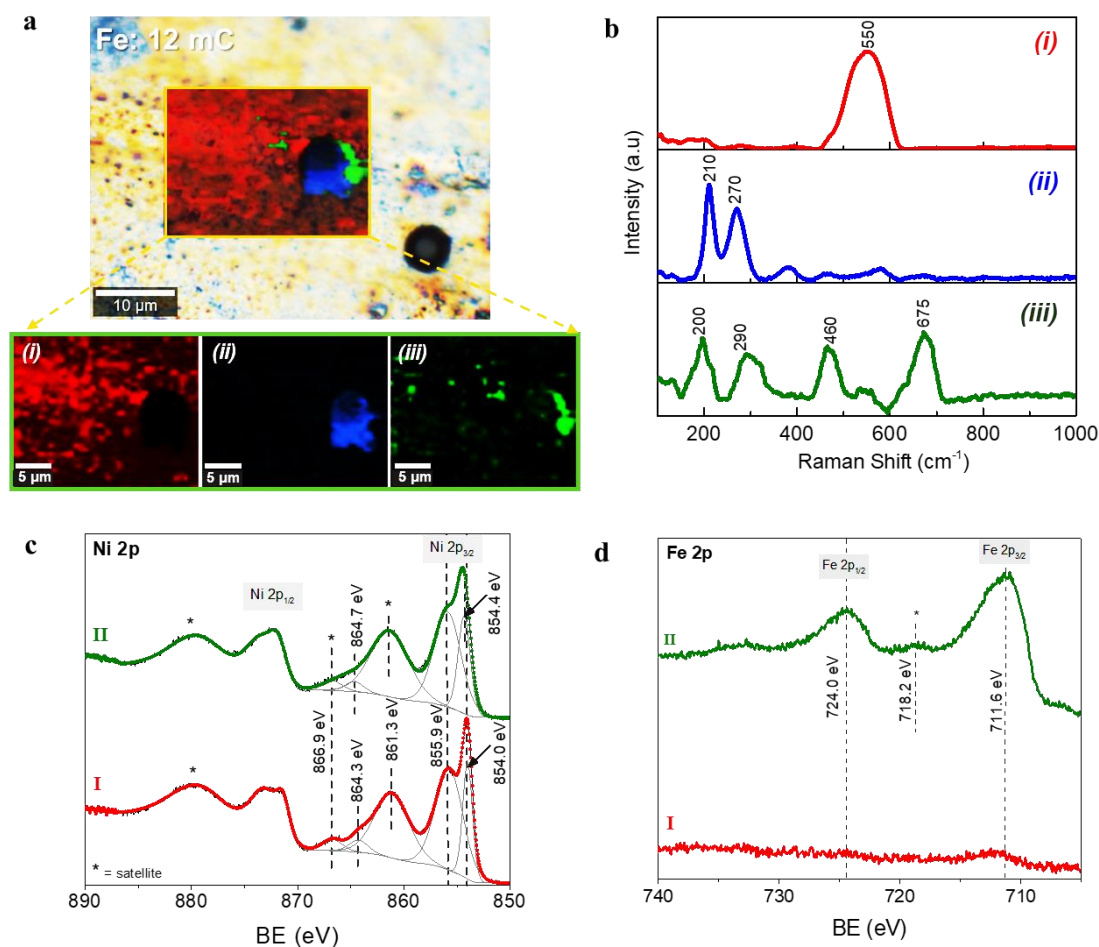 a
Fe: 12 mC
10 µm
(i)
(ii)
(iii)
5 µm
5 µm
5 µm
b
Intensity (a.u)
550
(i)
210
270
(ii)
200
290
460
675
(iii)
200
400
600
800
1000
Raman Shift (cm-1)
c
Ni 2p
Ni 2p1/2
Ni 2p3/2
II
*
*
864.7 eV
*
854.4 eV
I
*
866.9 eV
864.3 eV
861.3 eV
855.9 eV
854.0 eV
* = satellite
890
880
870
860
850
BE (eV)
d
Fe 2p
Fe 2p1/2
Fe 2p3/2
*
II
724.0 eV
718.2 eV
711.6 eV
I
740
730
720
710
BE (eV)